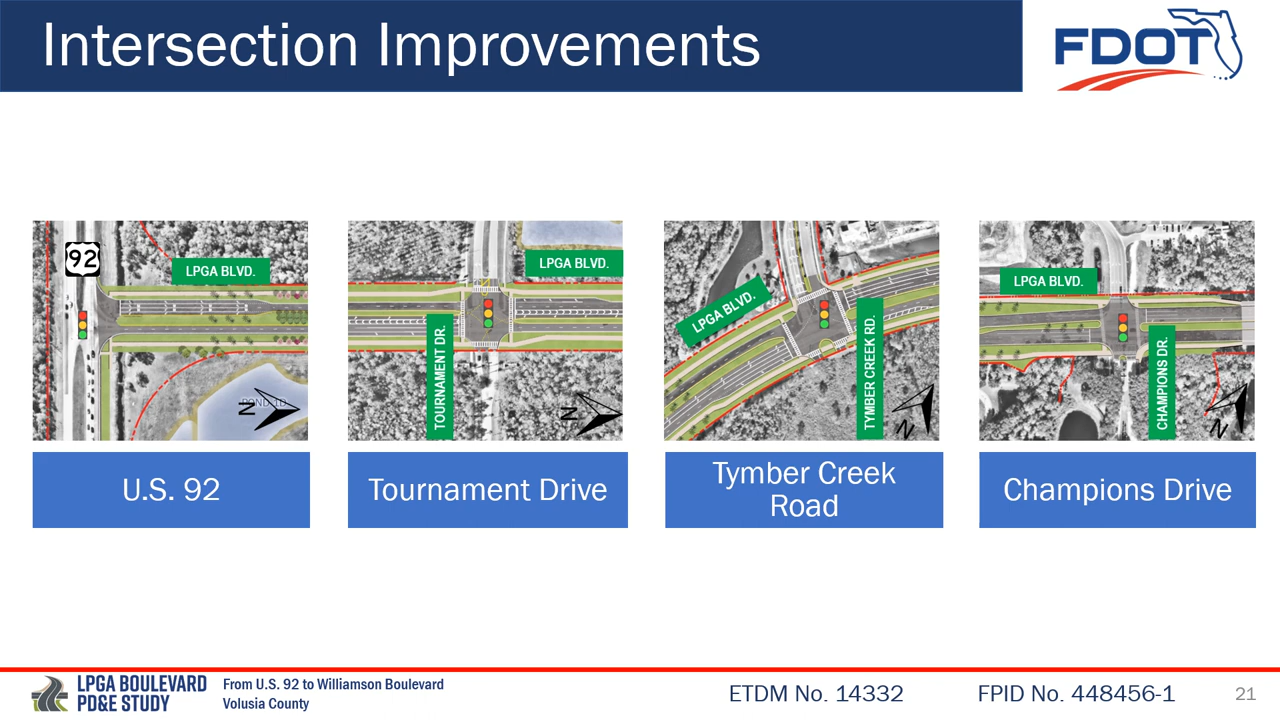 Intersection Improvements
FDOT
92
LPGA BLVD.
POND 1D
N
LPGA BLVD.
TOURNAMENT DR.
N
LPGA BLVD.
TYMBER CREEK RD.
N
LPGA BLVD.
CHAMPIONS DR.
N
U.S. 92
Tournament Drive
Tymber Creek
Road
Champions Drive
LPGA BOULEVARD
PD&E STUDY
From U.S. 92 to Williamson Boulevard
Volusia County
ETDM No. 14332
FPID No. 448456-1
21